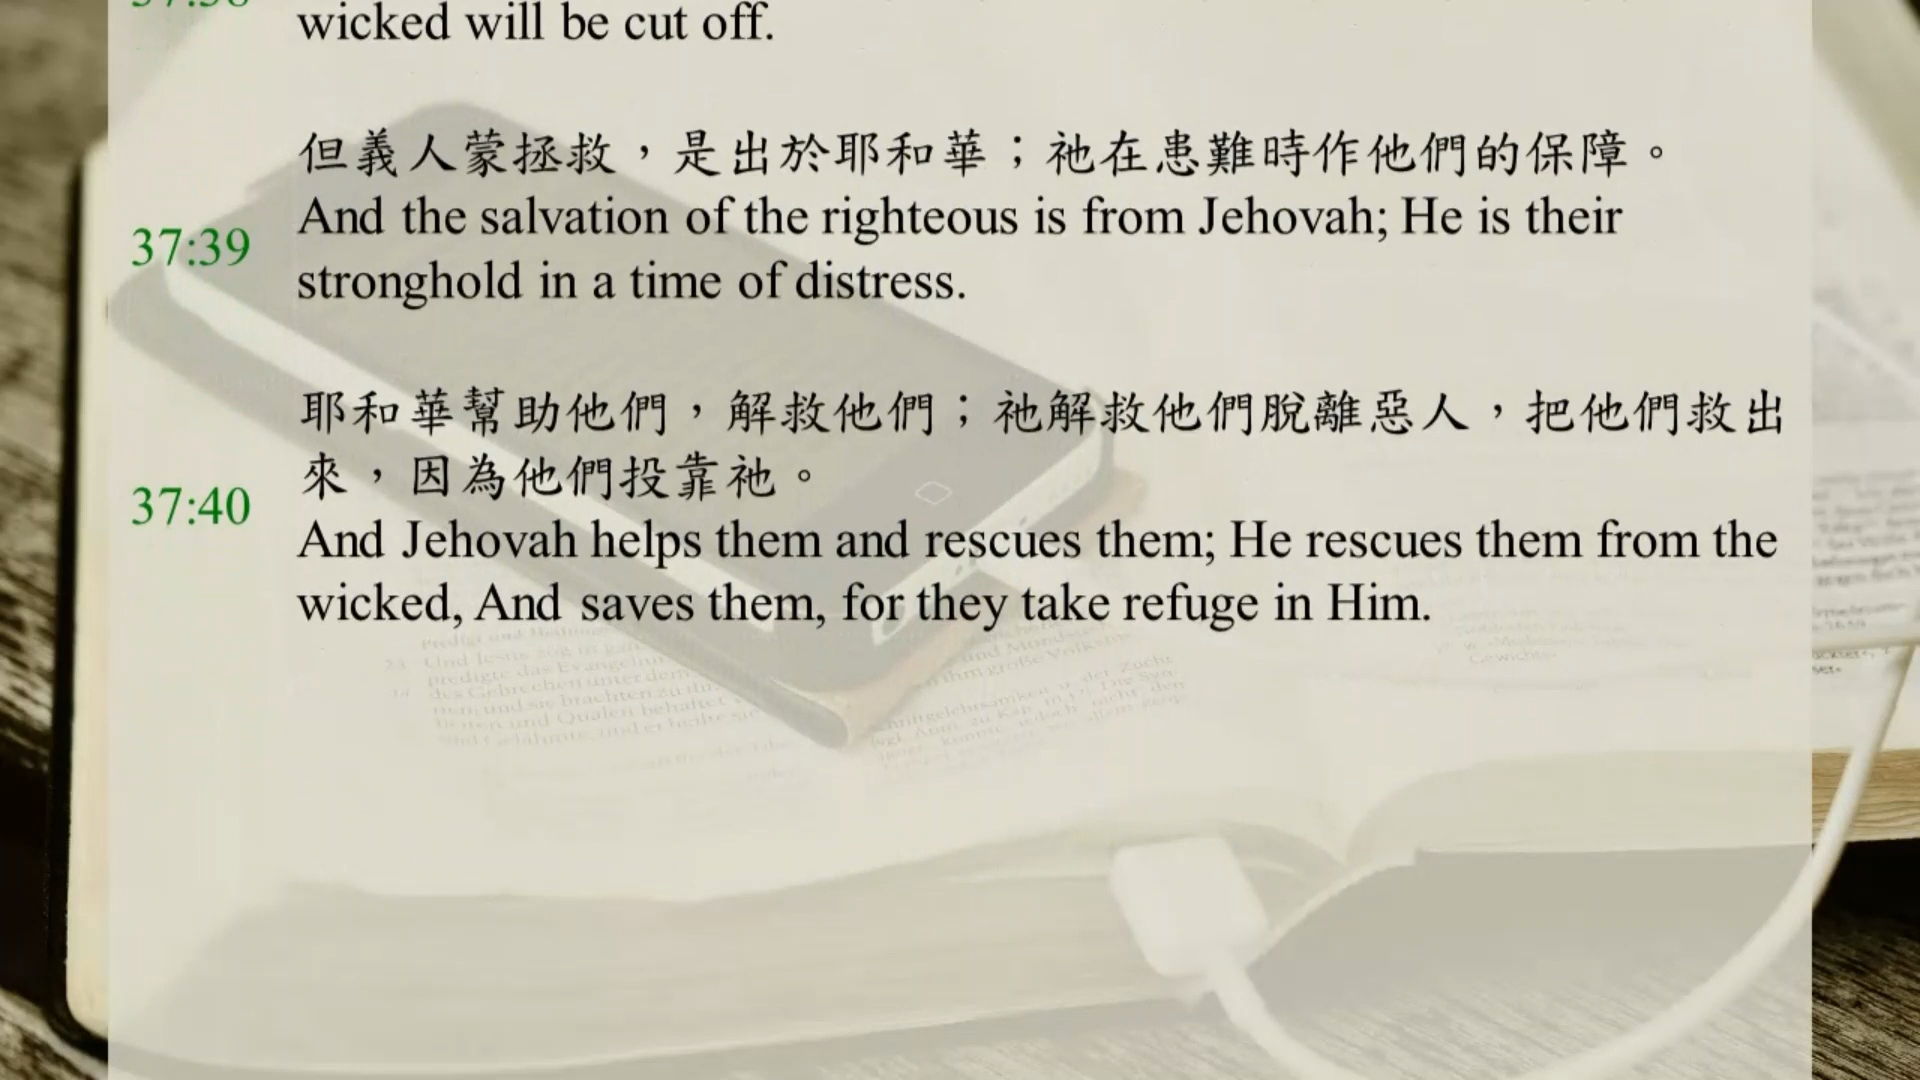 wicked will be cut off.
但義人蒙拯救，是出於耶和華；祂在患難時作他們的保障。
37:39
And the salvation of the righteous is from Jehovah; He is their
stronghold in a time of distress.
耶和華幫助他們，解救他們；祂解救他們脫離惡人，把他們救出
來，因為他們投靠祂。
37:40
And Jehovah helps them and rescues them; He rescues them from the
wicked, And saves them, for they take refuge in Him.